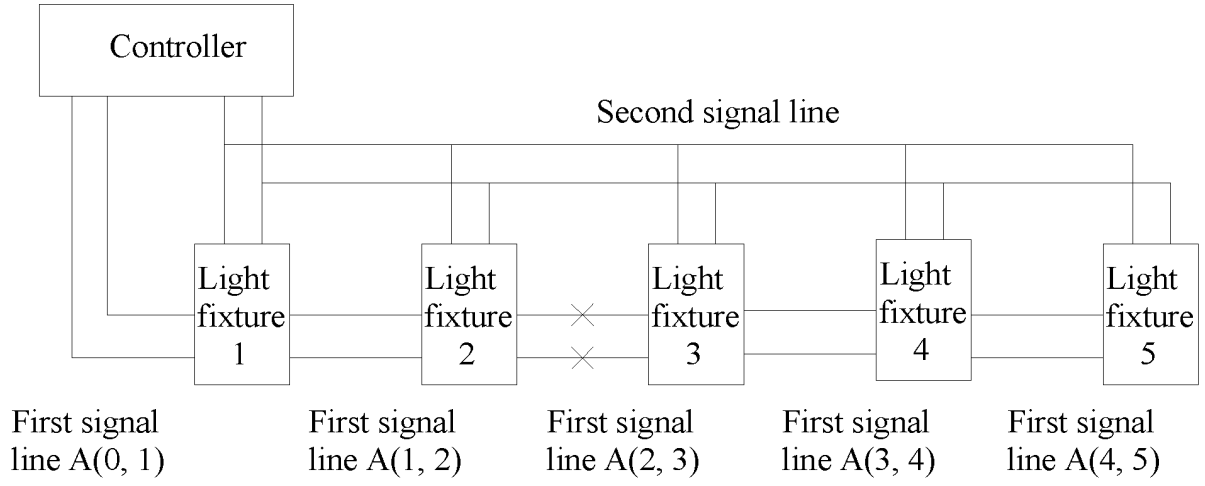 Controller
Second signal line
Light
fixture
1
Light
fixture
2
Light
fixture
3
Light
fixture
4
Light
fixture
5
First signal
line A(0, 1)
First signal
line A(1, 2)
First signal
line A(2, 3)
First signal
line A(3, 4)
First signal
line A(4, 5)